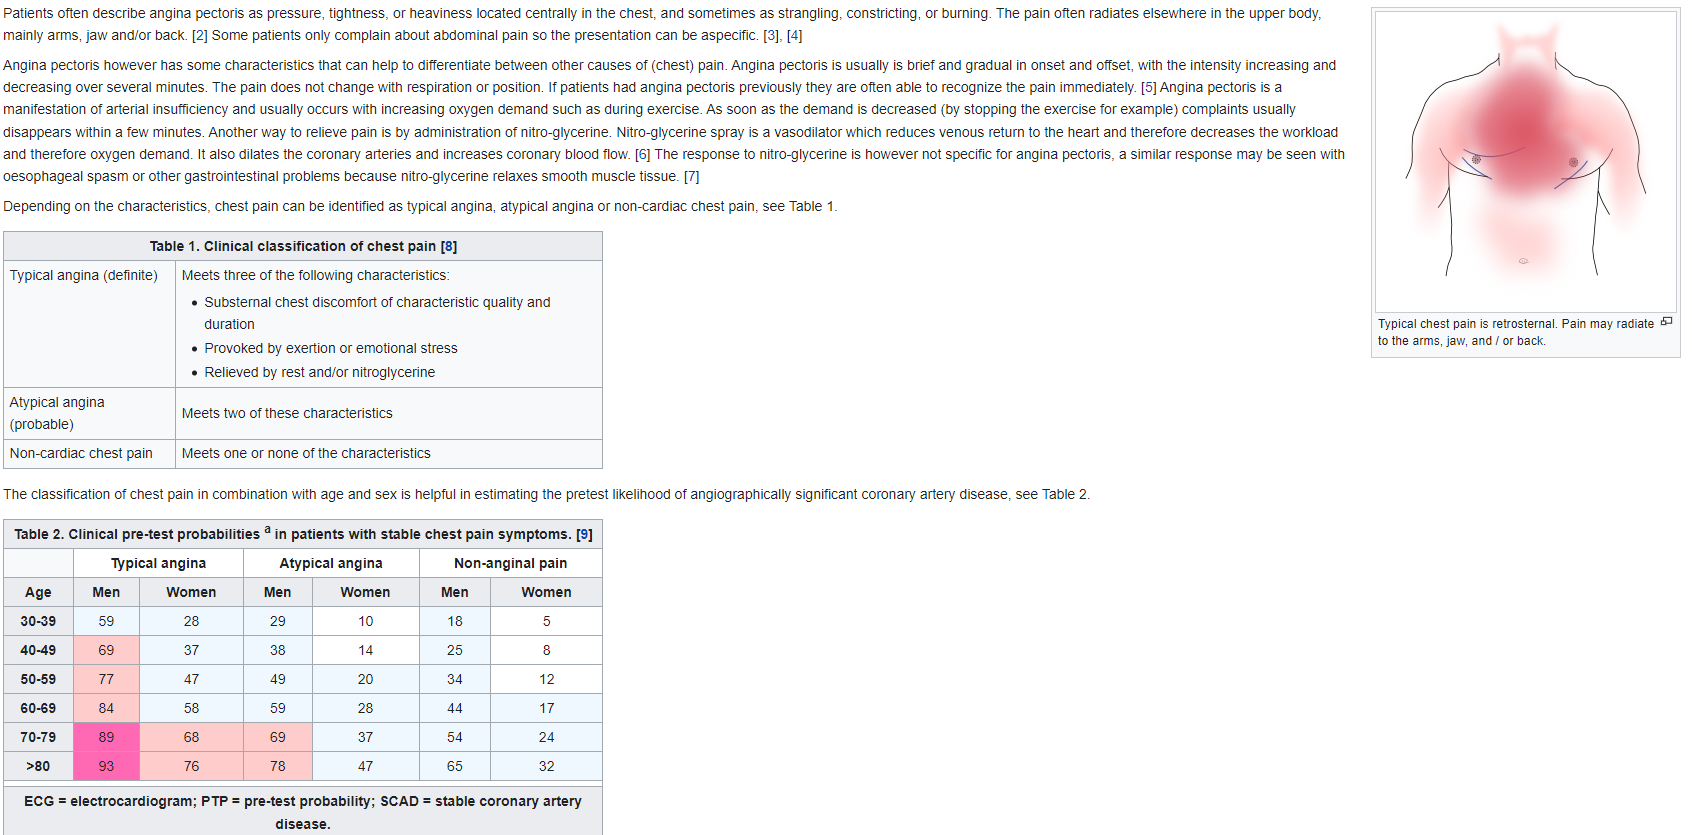 Patients often describe angina pectoris as pressure, tightness, or heaviness located centrally in the chest, and sometimes as strangling, constricting, or burning. The pain often radiates elsewhere in the upper body,
mainly arms, jaw and/or back. [2] Some patients only complain about abdominal pain so the presentation can be aspecific. [3], [4]
Angina pectoris however has some characteristics that can help to differentiate between other causes of (chest) pain. Angina pectoris is usually is brief and gradual in onset and offset, with the intensity increasing and
decreasing over several minutes. The pain does not change with respiration or position. If patients had angina pectoris previously they are often able to recognize the pain immediately. [5] Angina pectoris is a
manifestation of arterial insufficiency and usually occurs with increasing oxygen demand such as during exercise. As soon as the demand is decreased (by stopping the exercise for example) complaints usually
disappears within a few minutes. Another way to relieve pain is by administration of nitro-glycerine. Nitro-glycerine spray is a vasodilator which reduces venous return to the heart and therefore decreases the workload
and therefore oxygen demand. It also dilates the coronary arteries and increases coronary blood flow. [6] The response to nitro-glycerine is however not specific for angina pectoris, a similar response may be seen with
oesophageal spasm or other gastrointestinal problems because nitro-glycerine relaxes smooth muscle tissue. [7]
Depending on the characteristics, chest pain can be identified as typical angina, atypical angina or non-cardiac chest pain, see Table 1.
Typical chest pain is retrosternal. Pain may radiate
to the arms, jaw, and / or back.
Table 1. Clinical classification of chest pain [8]
Typical angina (definite) Meets three of the following characteristics:
• Substernal chest discomfort of characteristic quality and
duration
• Provoked by exertion or emotional stress
• Relieved by rest and/or nitroglycerine
Atypical angina
(probable) Meets two of these characteristics
Non-cardiac chest pain Meets one or none of the characteristics
The classification of chest pain in combination with age and sex is helpful in estimating the pretest likelihood of angiographically significant coronary artery disease, see Table 2.
Table 2. Clinical pre-test probabilities a in patients with stable chest pain symptoms. [9]
Typical angina Atypical angina Non-anginal pain
Age Men Women Men Women Men Women
30-39 59 28 29 10 18 5
40-49 69 37 38 14 25 8
50-59 77 47 49 20 34 12
60-69 84 58 59 28 44 17
70-79 89 68 69 37 54 24
>80 93 76 78 47 65 32
ECG = electrocardiogram; PTP = pre-test probability; SCAD = stable coronary artery
disease.